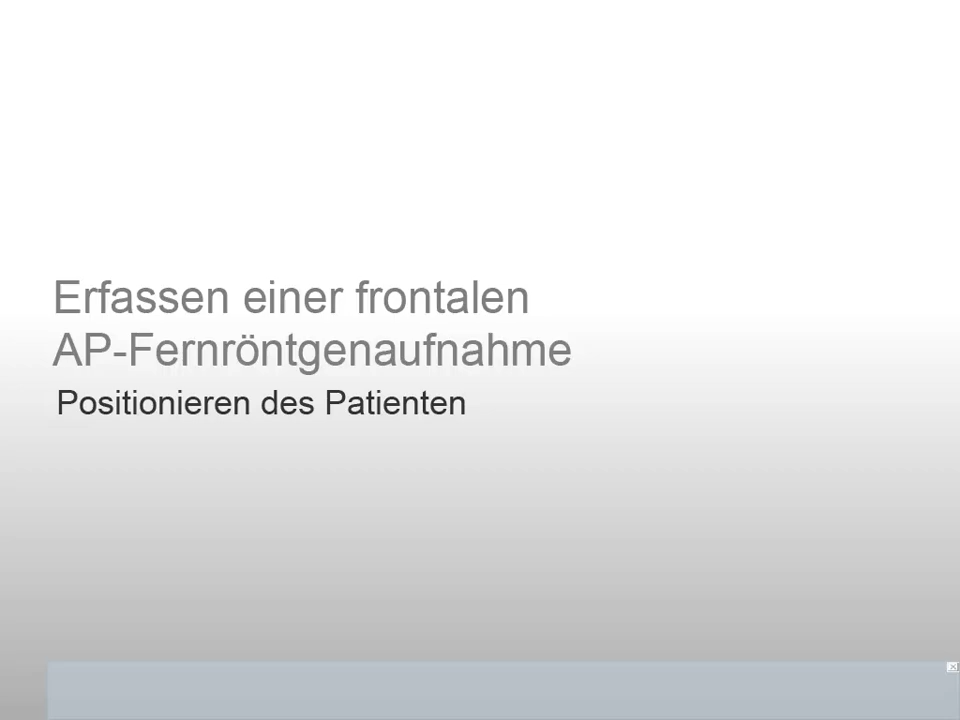 Erfassen einer frontalen
AP-Fernröntgenaufnahme
Positionieren des Patienten